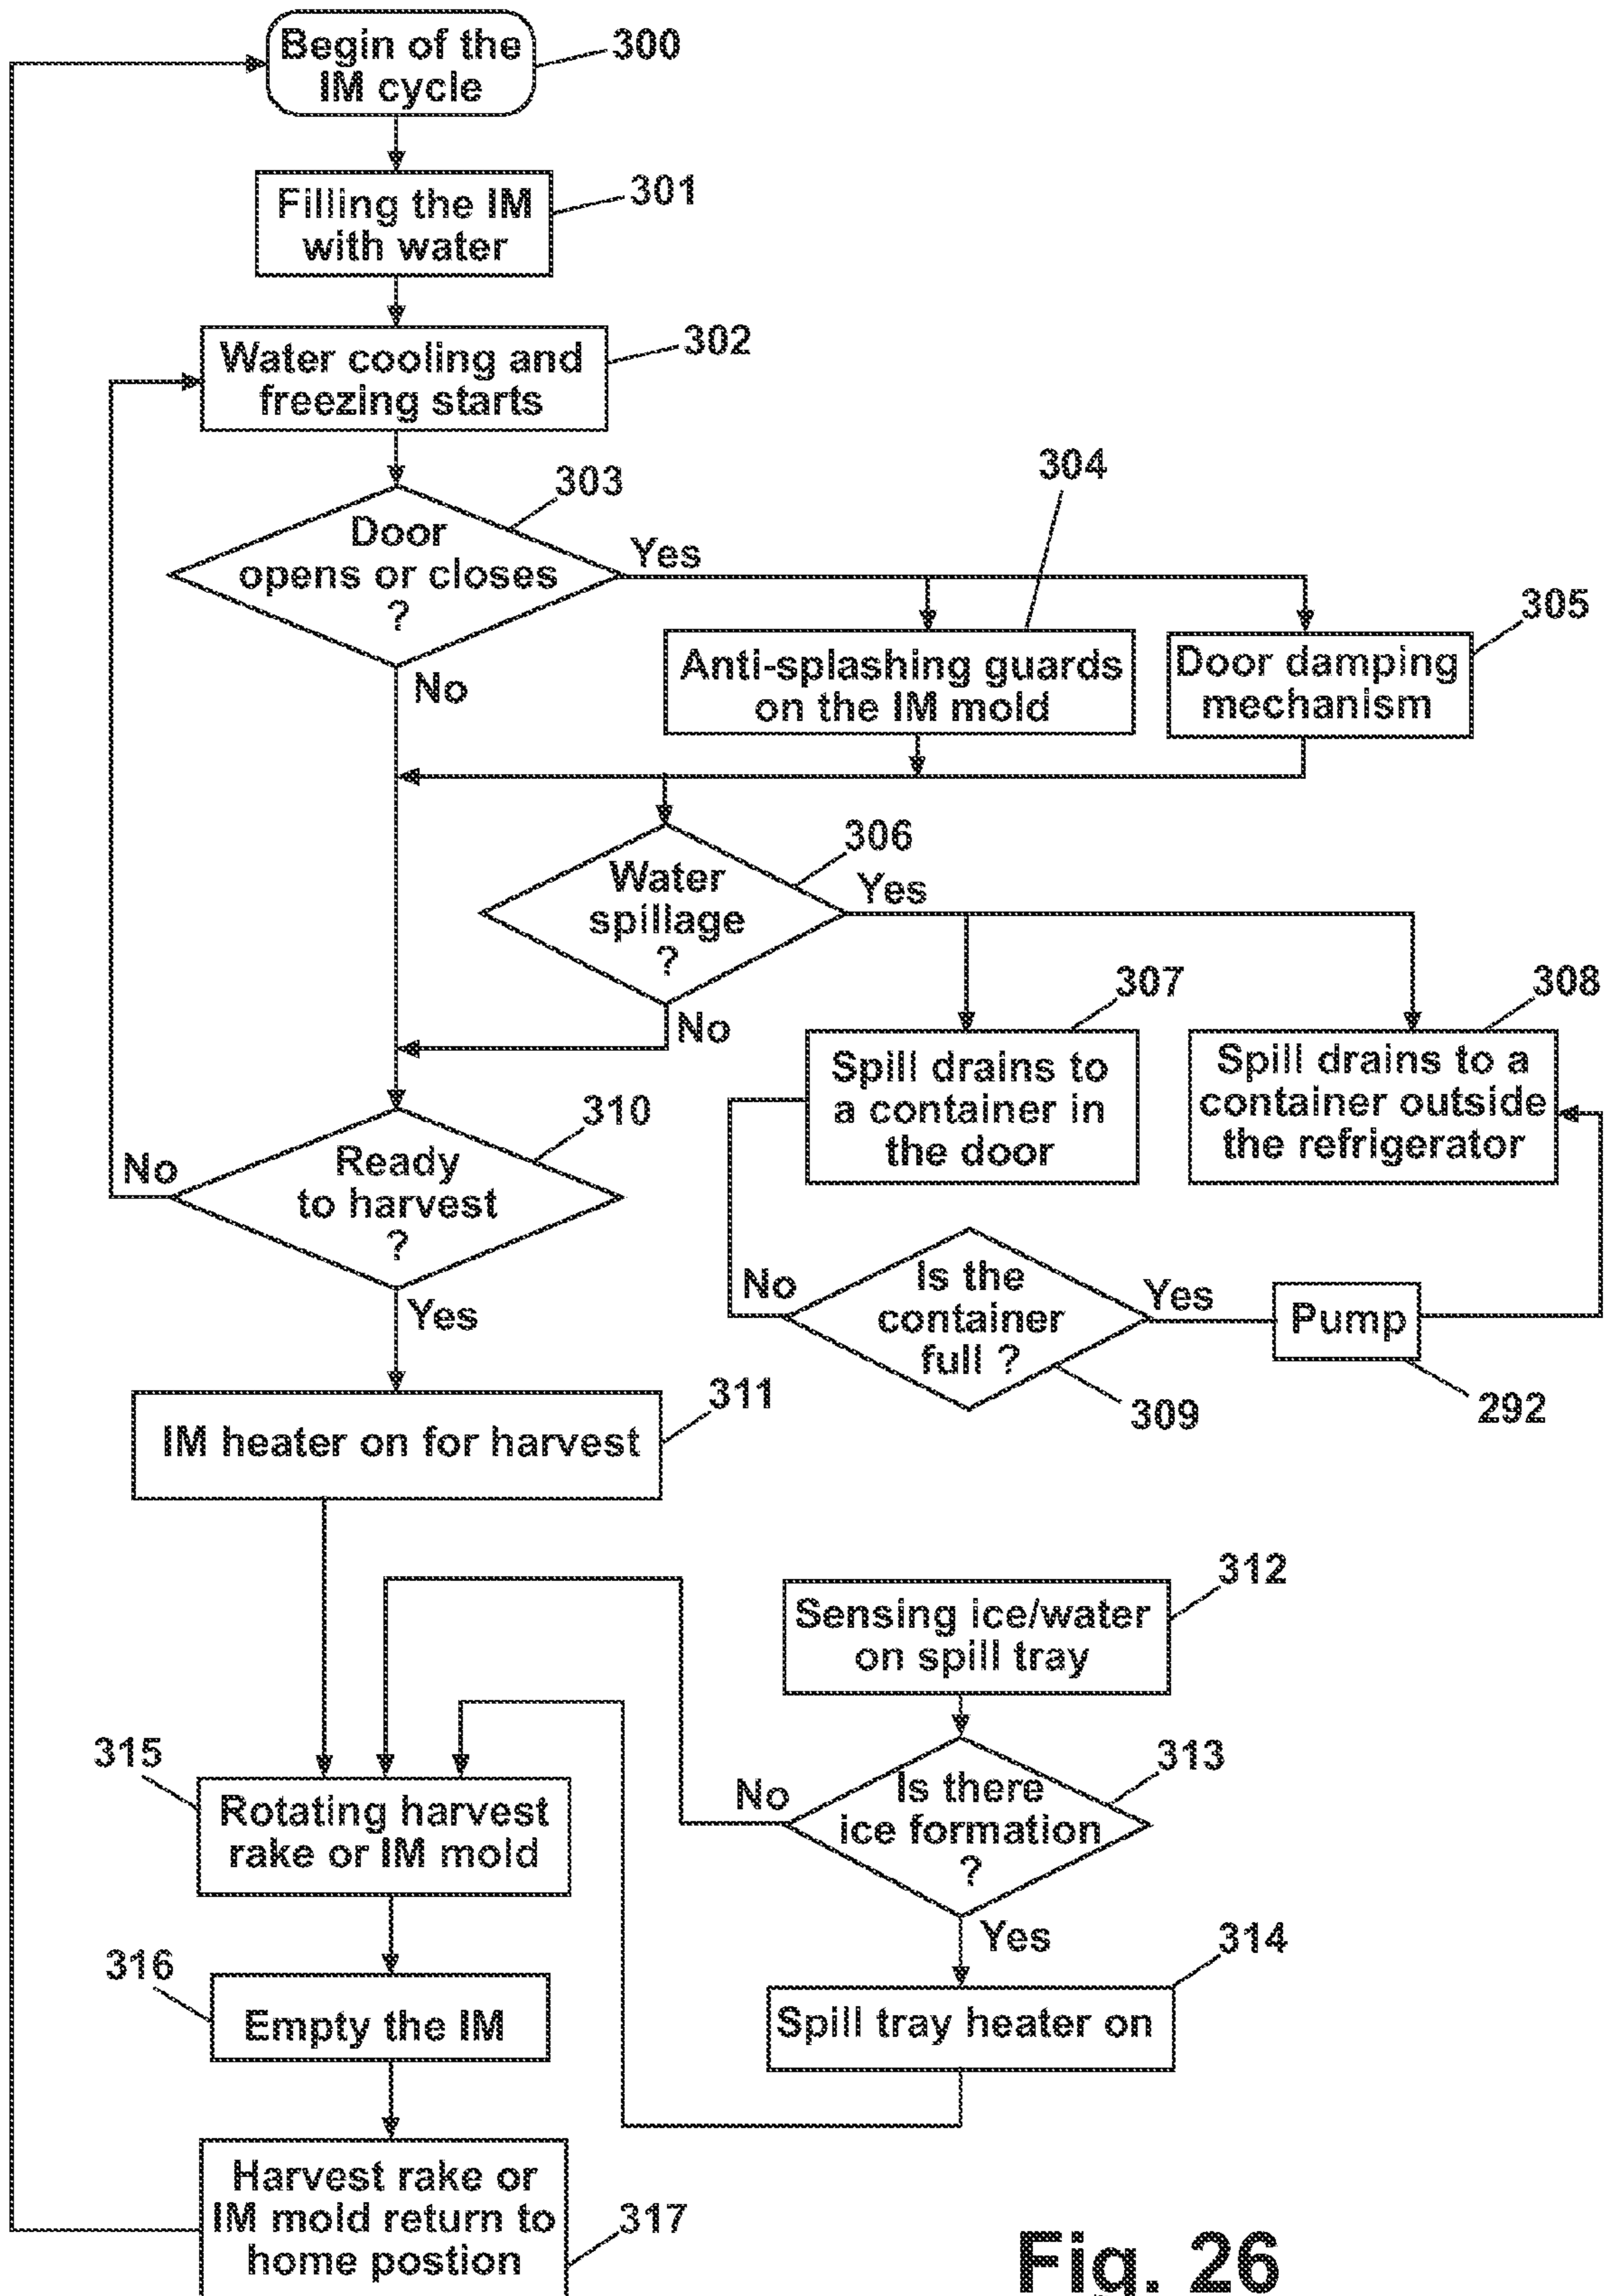 Begin of the
IM cycle
300
Filling the IM
with water
301
Water cooling and
freezing starts
302
303
Door
opens or closes
?
Yes
No
304
Anti-splashing guards
on the IM mold
305
Door damping
mechanism
306
Water
spillage
?
Yes
No
307
Spill drains to
a container in
the door
308
Spill drains to a
container outside
the refrigerator
310
Ready
to harvest
?
No
Yes
Is the
container
full ?
No
Yes
309
Pump
292
311
IM heater on for harvest
312
Sensing ice/water
on spill tray
313
Is there
ice formation
?
No
Yes
314
Spill tray heater on
315
Rotating harvest
rake or IM mold
316
Empty the IM
Harvest rake or
IM mold return to
home postion
317
Fig. 26